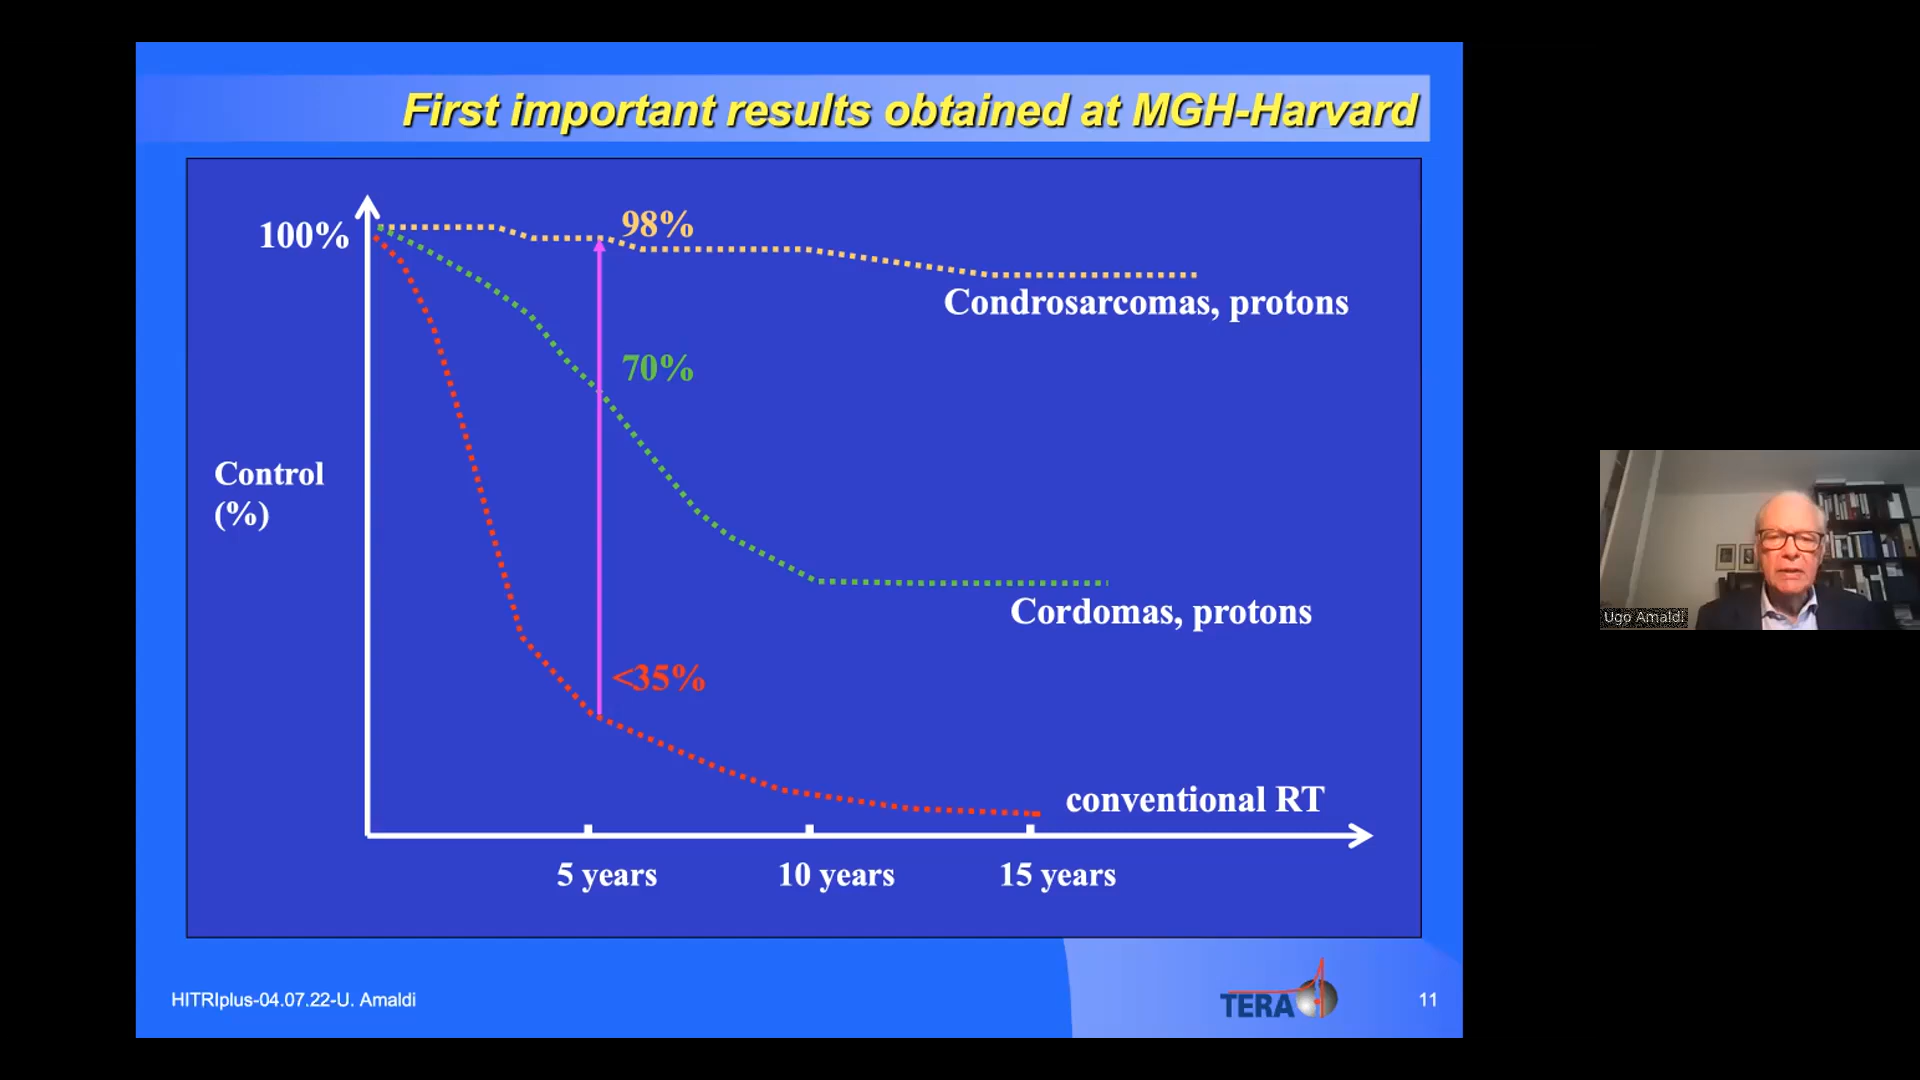 First important results obtained at MGH-Harvard
100%
98%
Condrosarcomas, protons
70%
Control
(%)
Cordomas, protons
<35%
conventional RT
5 years
10 years
15 years
HITRIplus-04.07.22-U. Amaldi
TERA
11
Ugo Amaldi